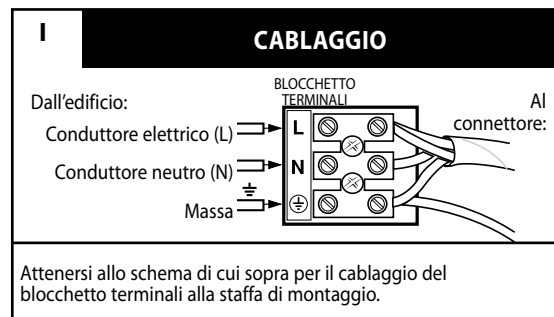 I
CABLAGGIO
BLOCCHETTO
TERMINALI
Dall'edificio:
Al
connettore:
Conduttore elettrico (L)
L
Conduttore neutro (N)
N
Massa
Attenersi allo schema di cui sopra per il cablaggio del
blocchetto terminali alla staffa di montaggio.